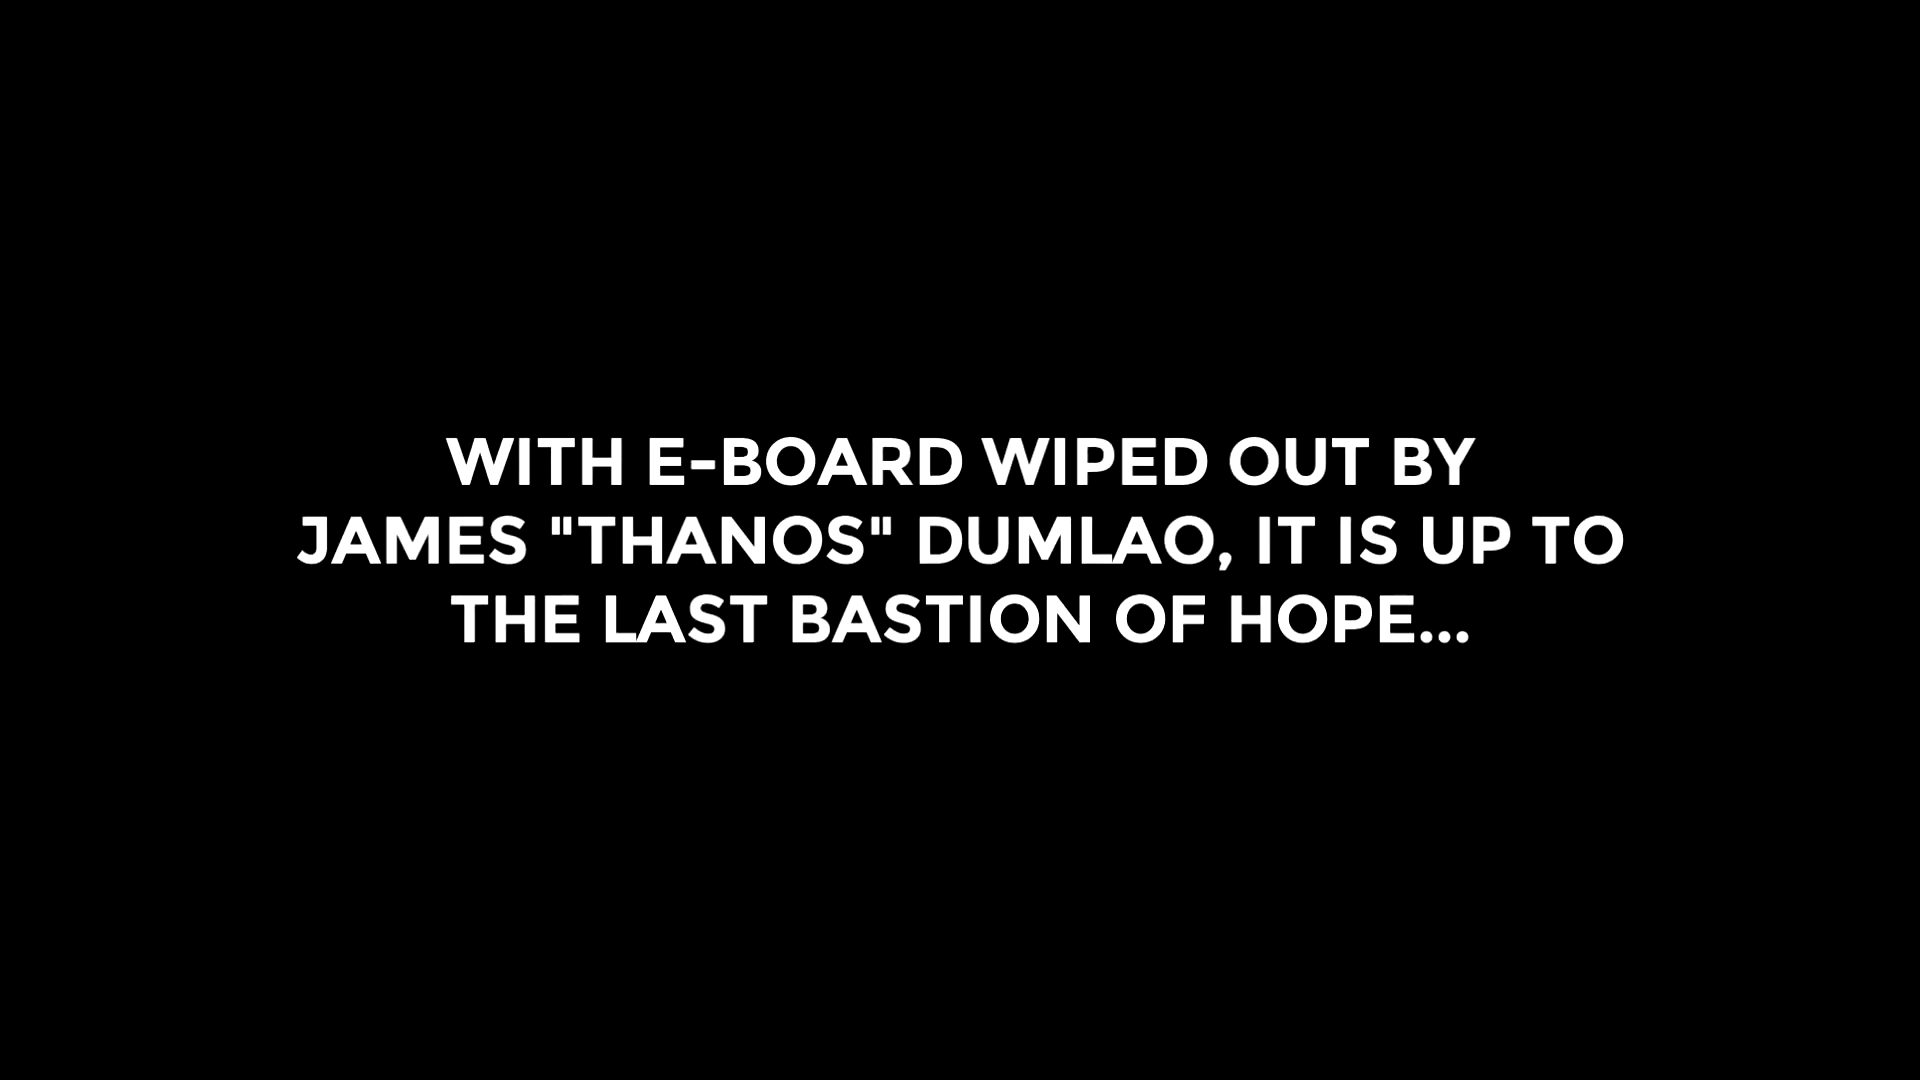 WITH E-BOARD WIPED OUT BY
JAMES "THANOS" DUMLAO, IT IS UP TO
THE LAST BASTION OF HOPE...